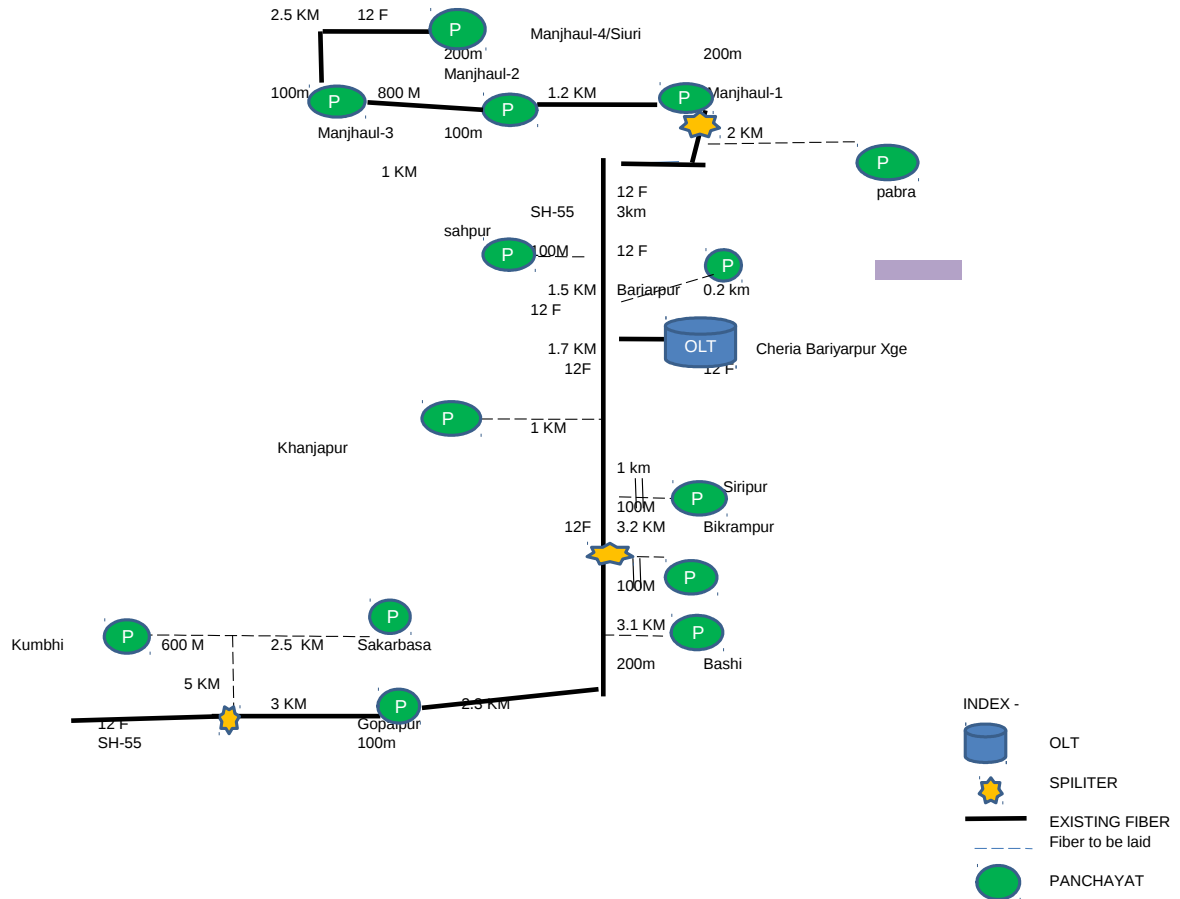 2.5 KM 12 F P
Manjhaul-4/Siuri
200m 200m
Manjhaul-2
100m P 800 M P 1.2 KM P Manjhaul-1
Manjhaul-3 100m 2 KM
1 KM P
pabra
12 F
SH-55 3km
sahpur
P 100M 12 F P
1.5 KM Bariarpur 0.2 km
12 F
1.7 KM OLT Cheria Bariyarpur Xge
12F 12 F
P
1 KM
Khanjapur
1 km
P Siripur
100M
12F 3.2 KM Bikrampur
100M P
P 3.1 KM P
Kumbhi P 600 M 2.5 KM Sakarbasa
200m Bashi
5 KM
3 KM P 2.3 KM
12 F Gopalpur
SH-55 100m
INDEX -
OLT
SPILITER
EXISTING FIBER
Fiber to be laid
PANCHAYAT